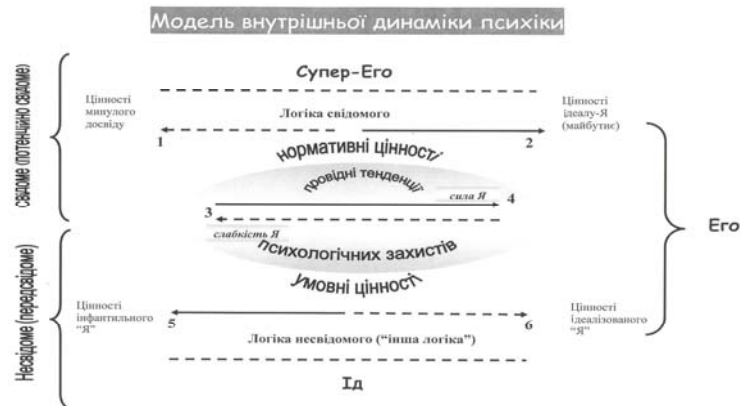 Модель внутрішньої динаміки психіки
Супер-Его
Цінності
минулого
досвіду
Логіка свідомого
Цінності
ідеалу-Я
(майбутнє)
1
2
нормативні цінності
провідні тенденції
сила Я
3
4
слабкість Я
психологічних захистів
умовні цінності
Цінності
інфантильного
"Я"
5
6
Цінності
ідеалізованого
"Я"
Логіка несвідомого ("інша логіка")
Ід
Его
свідоме (потенційно свідоме)
Несвідоме (передсвідоме)